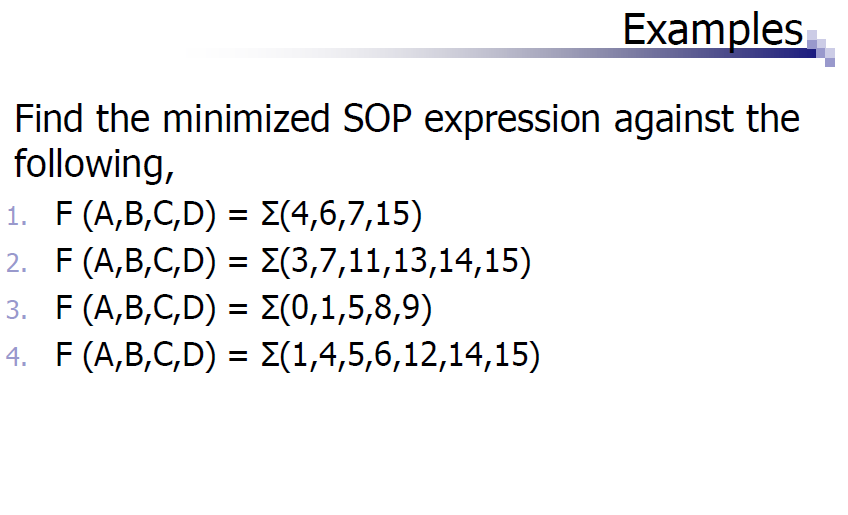 Examples
Find the minimized SOP expression against the
following,
1. F (A,B,C,D) = Σ(4,6,7,15)
2. F (A,B,C,D) = Σ(3,7,11,13,14,15)
3. F (A,B,C,D) = Σ(0,1,5,8,9)
4. F (A,B,C,D) = Σ(1,4,5,6,12,14,15)